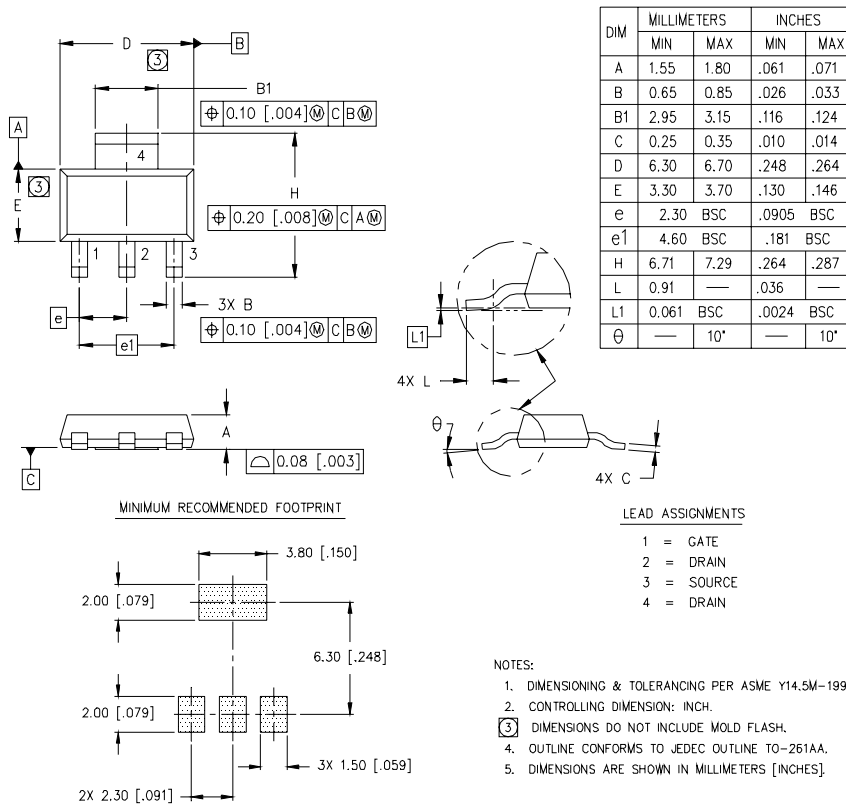 D
B
3
B1
⌖ 0.10 [.004]Ⓜ C BⓂ
A
4
3
E
H
⌖ 0.20 [.008]Ⓜ C AⓂ
1 2 3
e
3X B
⌖ 0.10 [.004]Ⓜ C BⓂ
e1
L1
4X L
A
θ
C
⌓ 0.08 [.003]
4X C
DIM MILLIMETERS INCHES
MIN MAX MIN MAX
A 1.55 1.80 .061 .071
B 0.65 0.85 .026 .033
B1 2.95 3.15 .116 .124
C 0.25 0.35 .010 .014
D 6.30 6.70 .248 .264
E 3.30 3.70 .130 .146
e 2.30 BSC .0905 BSC
e1 4.60 BSC .181 BSC
H 6.71 7.29 .264 .287
L 0.91 — .036 —
L1 0.061 BSC .0024 BSC
θ — 10° — 10°
MINIMUM RECOMMENDED FOOTPRINT
3.80 [.150]
2.00 [.079]
6.30 [.248]
2.00 [.079]
3X 1.50 [.059]
2X 2.30 [.091]
LEAD ASSIGNMENTS
1 = GATE
2 = DRAIN
3 = SOURCE
4 = DRAIN
NOTES:
1. DIMENSIONING & TOLERANCING PER ASME Y14.5M-199
2. CONTROLLING DIMENSION: INCH.
3 DIMENSIONS DO NOT INCLUDE MOLD FLASH.
4. OUTLINE CONFORMS TO JEDEC OUTLINE TO-261AA.
5. DIMENSIONS ARE SHOWN IN MILLIMETERS [INCHES].